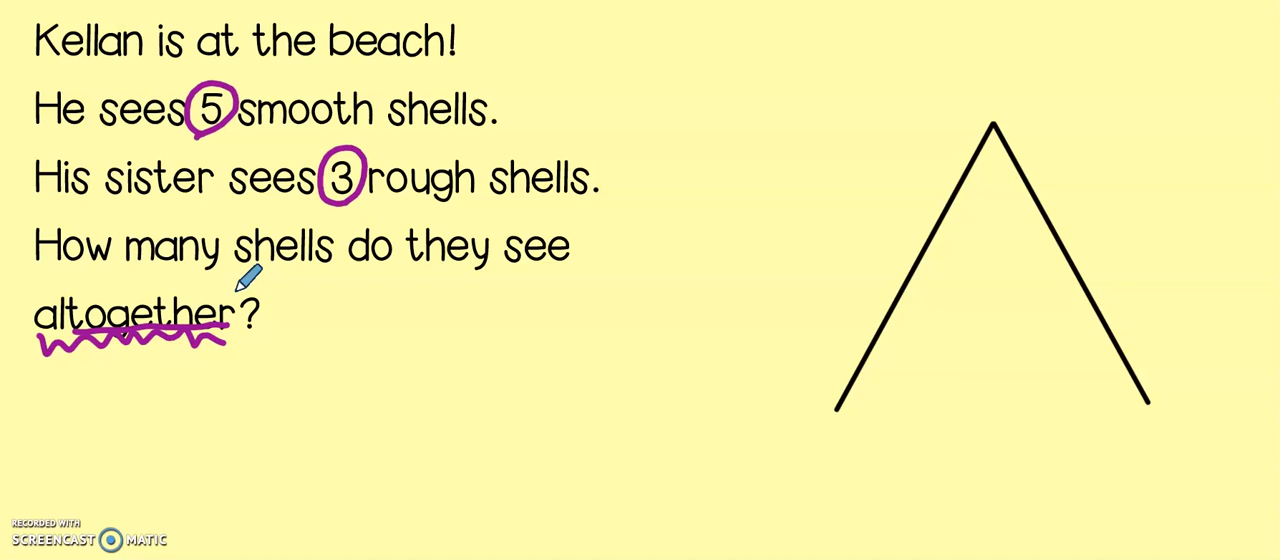 Kellan is at the beach!
He sees 5 smooth shells.
His sister sees 3 rough shells.
How many shells do they see
altogether?
RECORDED WITH
SCREENCAST MATIC